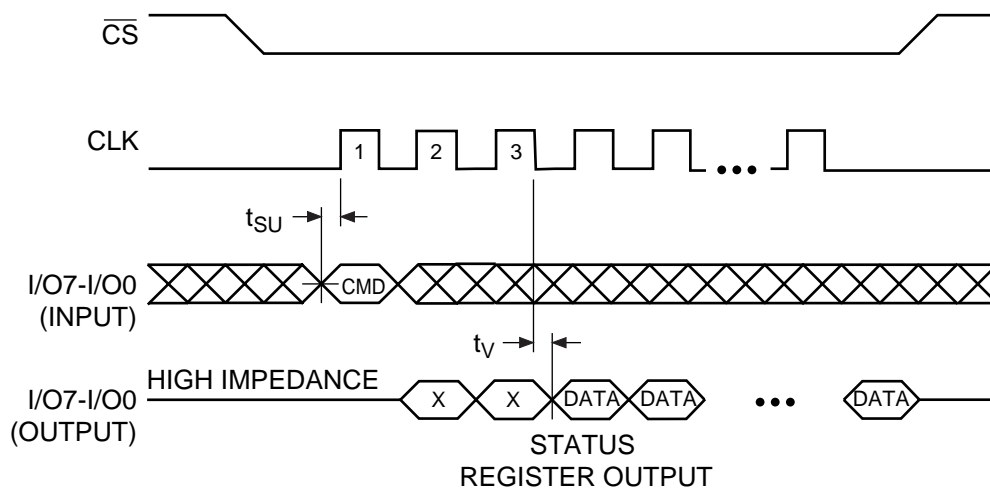 CS
CLK
1 2 3
•••
tSU
I/O7-I/O0
(INPUT)
CMD
tV
HIGH IMPEDANCE
I/O7-I/O0
(OUTPUT)
X X DATA DATA ••• DATA
STATUS
REGISTER OUTPUT